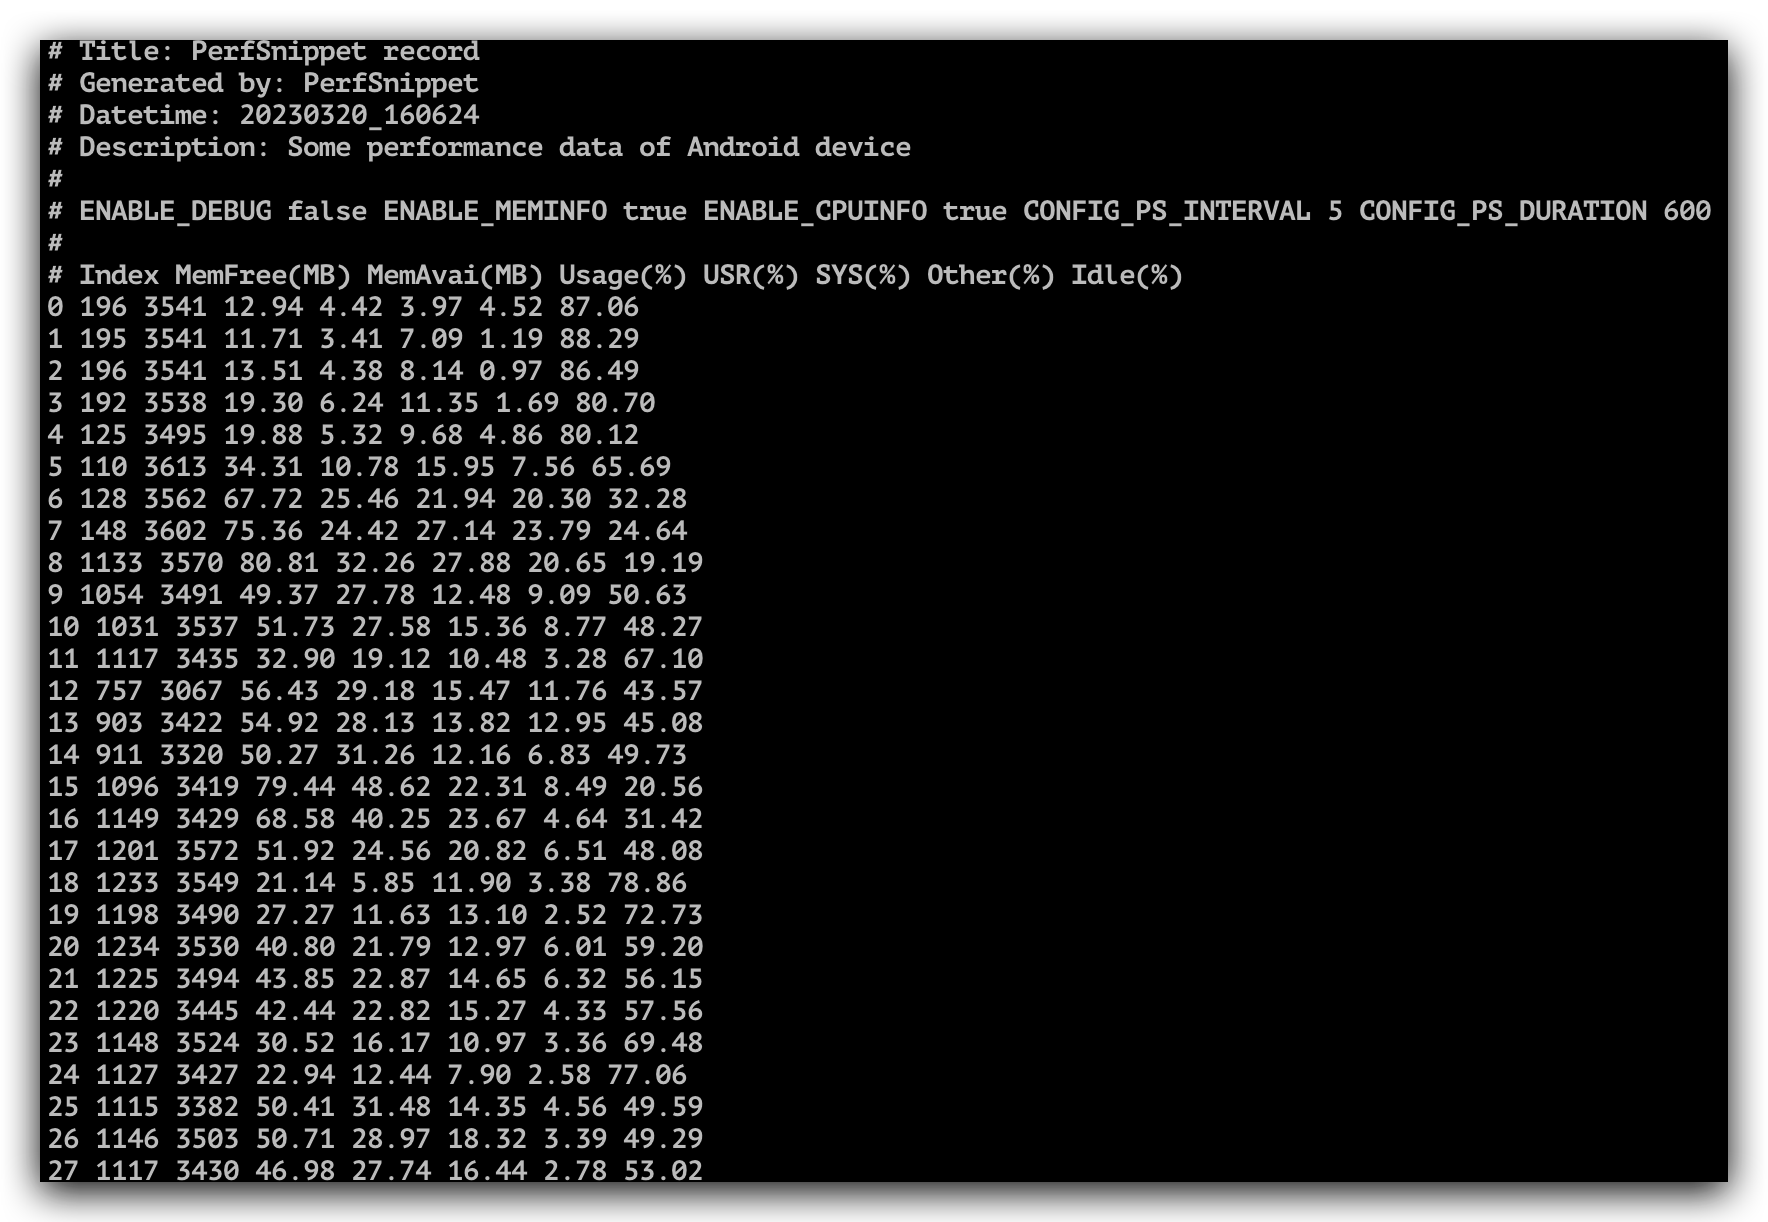 # Title: PerfSnippet record
# Generated by: PerfSnippet
# Datetime: 20230320_160624
# Description: Some performance data of Android device
#
# ENABLE_DEBUG false ENABLE_MEMINFO true ENABLE_CPUINFO true CONFIG_PS_INTERVAL 5 CONFIG_PS_DURATION 600
#
# Index MemFree(MB) MemAvai(MB) Usage(%) USR(%) SYS(%) Other(%) Idle(%)
0 196 3541 12.94 4.42 3.97 4.52 87.06
1 195 3541 11.71 3.41 7.09 1.19 88.29
2 196 3541 13.51 4.38 8.14 0.97 86.49
3 192 3538 19.30 6.24 11.35 1.69 80.70
4 125 3495 19.88 5.32 9.68 4.86 80.12
5 110 3613 34.31 10.78 15.95 7.56 65.69
6 128 3562 67.72 25.46 21.94 20.30 32.28
7 148 3602 75.36 24.42 27.14 23.79 24.64
8 1133 3570 80.81 32.26 27.88 20.65 19.19
9 1054 3491 49.37 27.78 12.48 9.09 50.63
10 1031 3537 51.73 27.58 15.36 8.77 48.27
11 1117 3435 32.90 19.12 10.48 3.28 67.10
12 757 3067 56.43 29.18 15.47 11.76 43.57
13 903 3422 54.92 28.13 13.82 12.95 45.08
14 911 3320 50.27 31.26 12.16 6.83 49.73
15 1096 3419 79.44 48.62 22.31 8.49 20.56
16 1149 3429 68.58 40.25 23.67 4.64 31.42
17 1201 3572 51.92 24.56 20.82 6.51 48.08
18 1233 3549 21.14 5.85 11.90 3.38 78.86
19 1198 3490 27.27 11.63 13.10 2.52 72.73
20 1234 3530 40.80 21.79 12.97 6.01 59.20
21 1225 3494 43.85 22.87 14.65 6.32 56.15
22 1220 3445 42.44 22.82 15.27 4.33 57.56
23 1148 3524 30.52 16.17 10.97 3.36 69.48
24 1127 3427 22.94 12.44 7.90 2.58 77.06
25 1115 3382 50.41 31.48 14.35 4.56 49.59
26 1146 3503 50.71 28.97 18.32 3.39 49.29
27 1117 3430 46.98 27.74 16.44 2.78 53.02